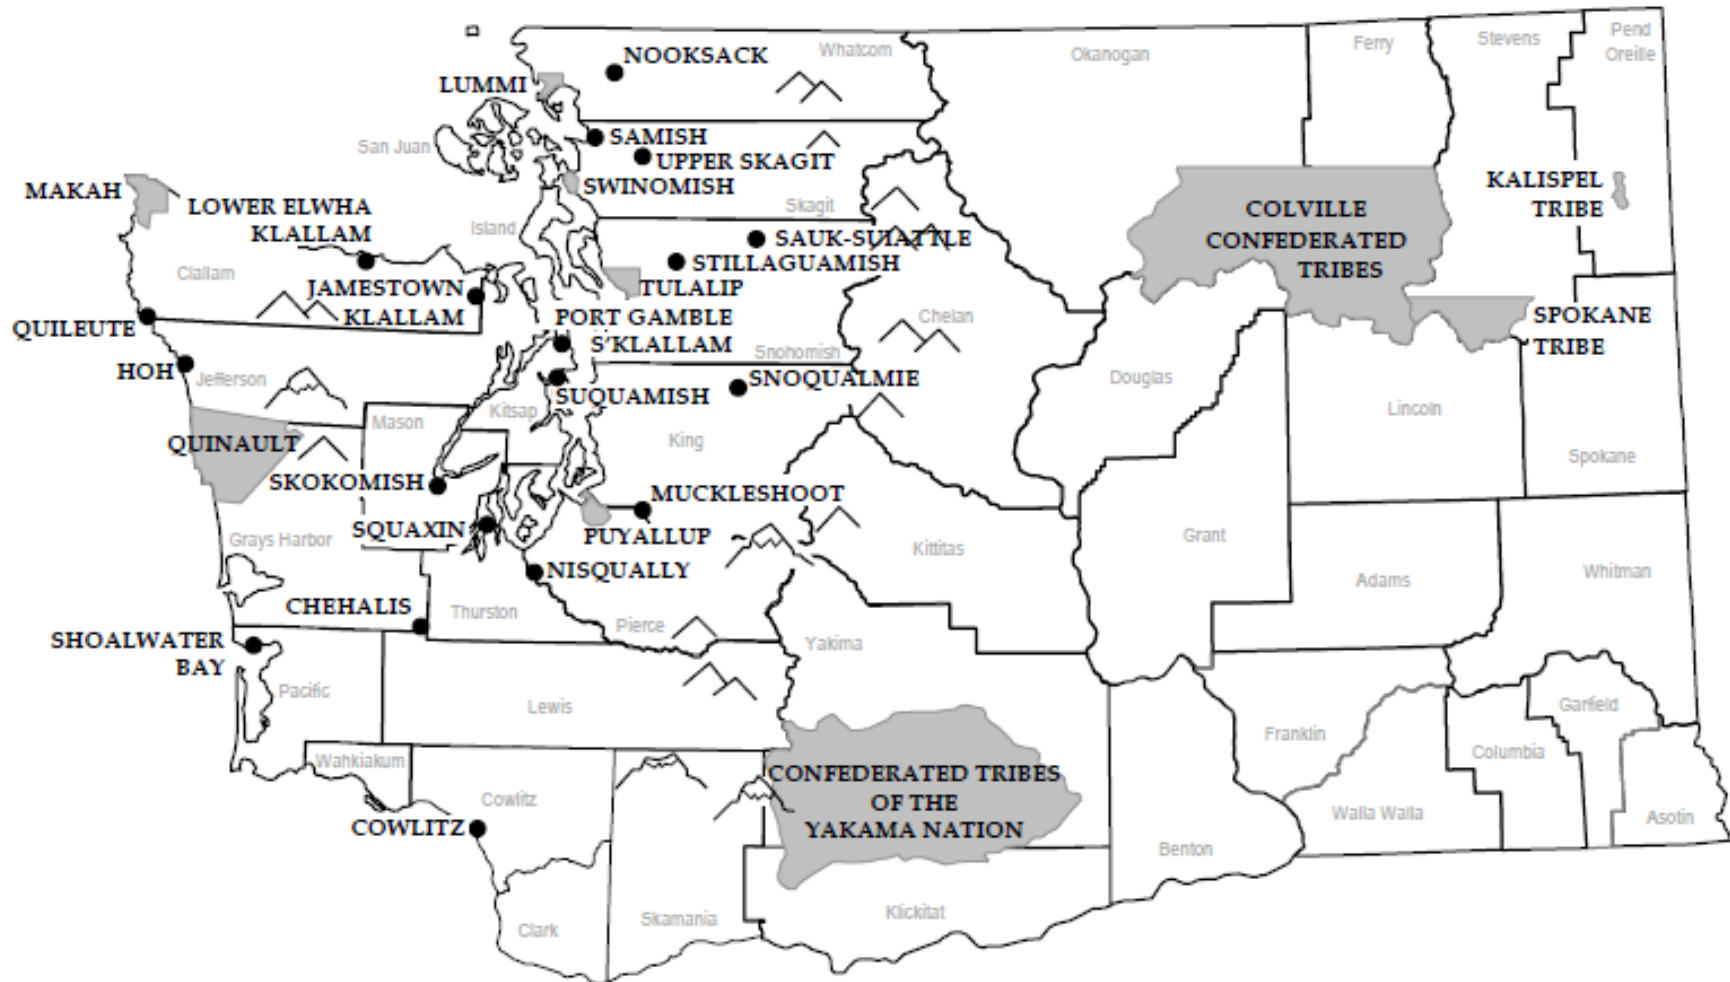 NOOKSACK
Whatcom
Okanogan
Ferry
Stevens
Pend
Oreille
LUMMI
San Juan
SAMISH
UPPER SKAGIT
SWINOMISH
Skagit
MAKAH
LOWER ELWHA
KLALLAM
Island
KALISPEL
TRIBE
COLVILLE
CONFEDERATED
TRIBES
SAUK-SUIATTLE
STILLAGUAMISH
Clallam
JAMESTOWN
KLALLAM
TULALIP
QUILEUTE
PORT GAMBLE
S'KLALLAM
Chelan
SPOKANE
TRIBE
Snohomish
HOH
Jefferson
SUQUAMISH
SNOQUALMIE
Douglas
Lincoln
Mason
Kitsap
QUINAULT
King
Spokane
SKOKOMISH
MUCKLESHOOT
SQUAXIN
PUYALLUP
Grays Harbor
Kittitas
Grant
NISQUALLY
Adams
Whitman
CHEHALIS
Thurston
Pierce
SHOALWATER
BAY
Yakima
Pacific
Lewis
Franklin
Garfield
Columbia
Wahkiakum
CONFEDERATED TRIBES
OF THE
YAKAMA NATION
Cowlitz
COWLITZ
Walla Walla
Asotin
Benton
Clark
Skamania
Klickitat